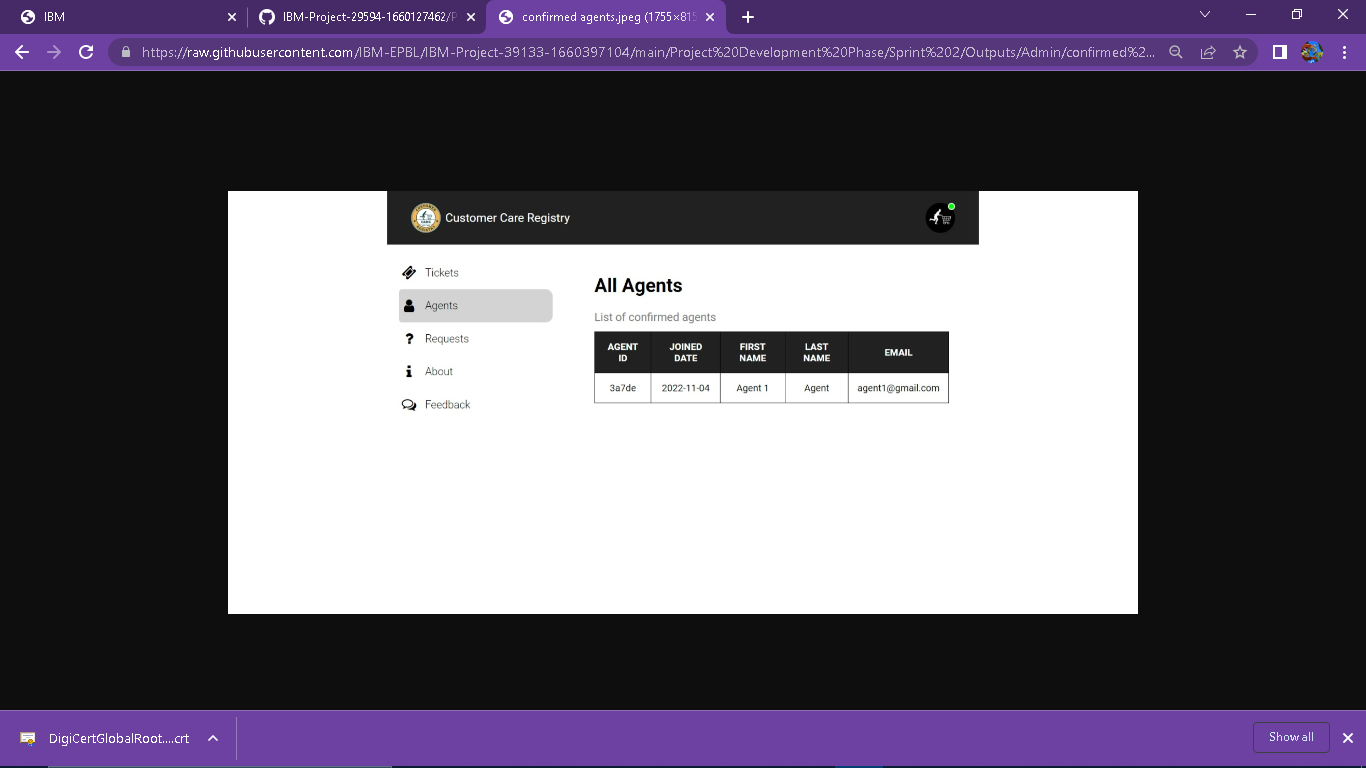 IBM
IBM-Project-29594-1660127462/P
confirmed agents.jpeg (1755×815
https://raw.githubusercontent.com/IBM-EPBL/IBM-Project-39133-1660397104/main/Project%20Development%20Phase/Sprint%202/Outputs/Admin/confirmed%2...
Customer Care Registry
Tickets
Agents
Requests
About
Feedback
All Agents
List of confirmed agents
AGENT ID JOINED DATE FIRST NAME LAST NAME EMAIL
3a7de 2022-11-04 Agent 1 Agent agent1@gmail.com
DigiCertGlobalRoot....crt
Show all